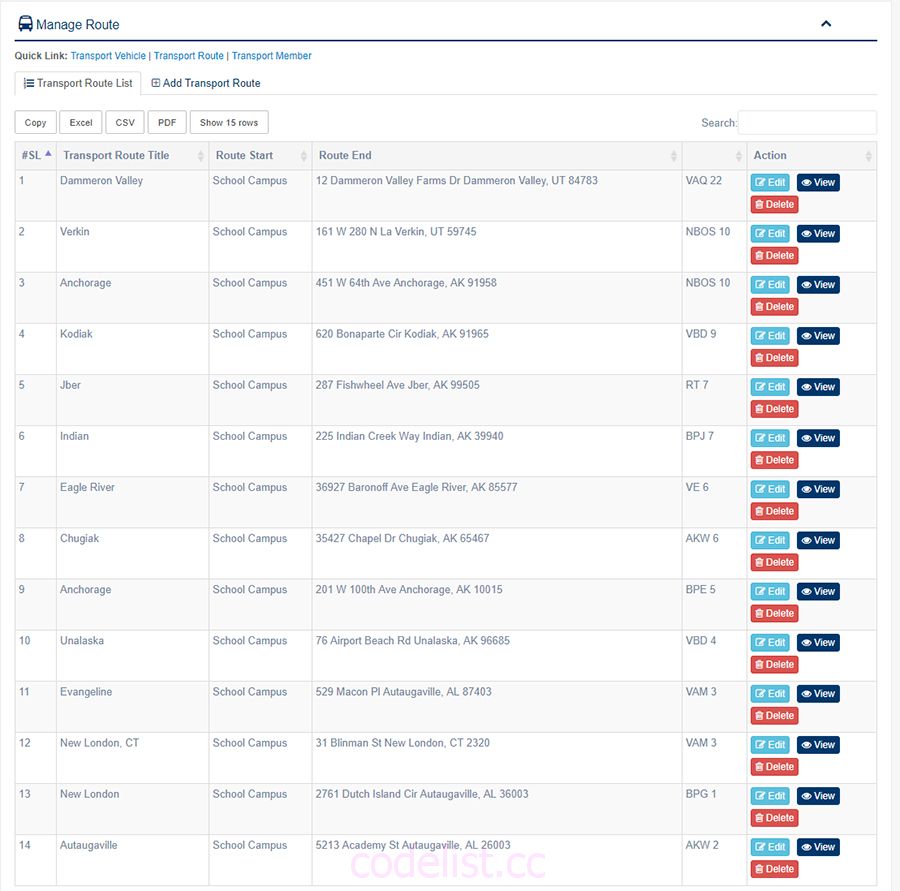 Manage Route
Quick Link: Transport Vehicle | Transport Route | Transport Member
Transport Route List Add Transport Route
Copy Excel CSV PDF Show 15 rows Search:
#SL Transport Route Title Route Start Route End Action
1 Dammeron Valley School Campus 12 Dammeron Valley Farms Dr Dammeron Valley, UT 84783 VAQ 22 Edit View
Delete
2 Verkin School Campus 161 W 280 N La Verkin, UT 59745 NBOS 10 Edit View
Delete
3 Anchorage School Campus 451 W 64th Ave Anchorage, AK 91958 NBOS 10 Edit View
Delete
4 Kodiak School Campus 620 Bonaparte Cir Kodiak, AK 91965 VBD 9 Edit View
Delete
5 Jber School Campus 287 Fishwheel Ave Jber, AK 99505 RT 7 Edit View
Delete
6 Indian School Campus 225 Indian Creek Way Indian, AK 39940 BPJ 7 Edit View
Delete
7 Eagle River School Campus 36927 Baronoff Ave Eagle River, AK 85577 VE 6 Edit View
Delete
8 Chugiak School Campus 35427 Chapel Dr Chugiak, AK 65467 AKW 6 Edit View
Delete
9 Anchorage School Campus 201 W 100th Ave Anchorage, AK 10015 BPE 5 Edit View
Delete
10 Unalaska School Campus 76 Airport Beach Rd Unalaska, AK 96685 VBD 4 Edit View
Delete
11 Evangeline School Campus 529 Macon Pl Autaugaville, AL 87403 VAM 3 Edit View
Delete
12 New London, CT School Campus 31 Blinman St New London, CT 2320 VAM 3 Edit View
Delete
13 New London School Campus 2761 Dutch Island Cir Autaugaville, AL 36003 BPG 1 Edit View
Delete
14 Autaugaville School Campus 5213 Academy St Autaugaville, AL 26003 AKW 2 Edit View
Delete
codelist.cc